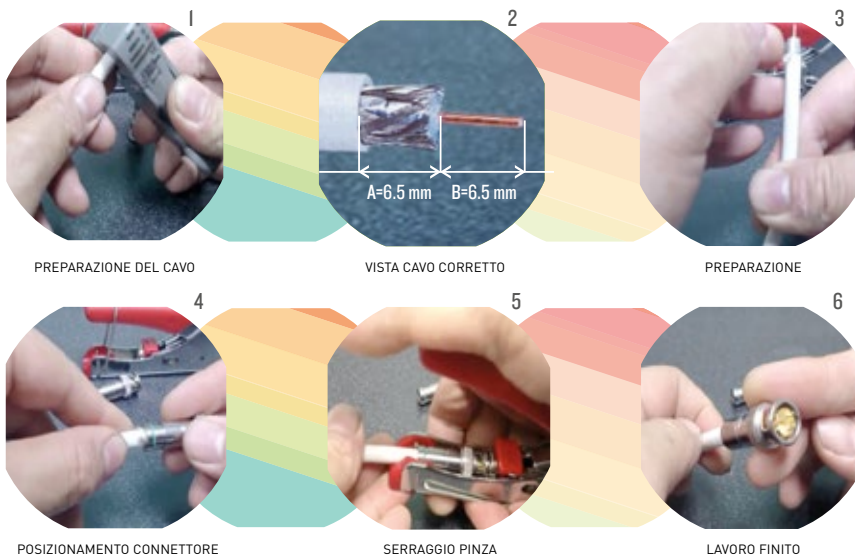 1
2
3
A=6.5 mm B=6.5 mm
PREPARAZIONE DEL CAVO
VISTA CAVO CORRETTO
PREPARAZIONE
4
5
6
POSIZIONAMENTO CONNETTORE
SERRAGGIO PINZA
LAVORO FINITO